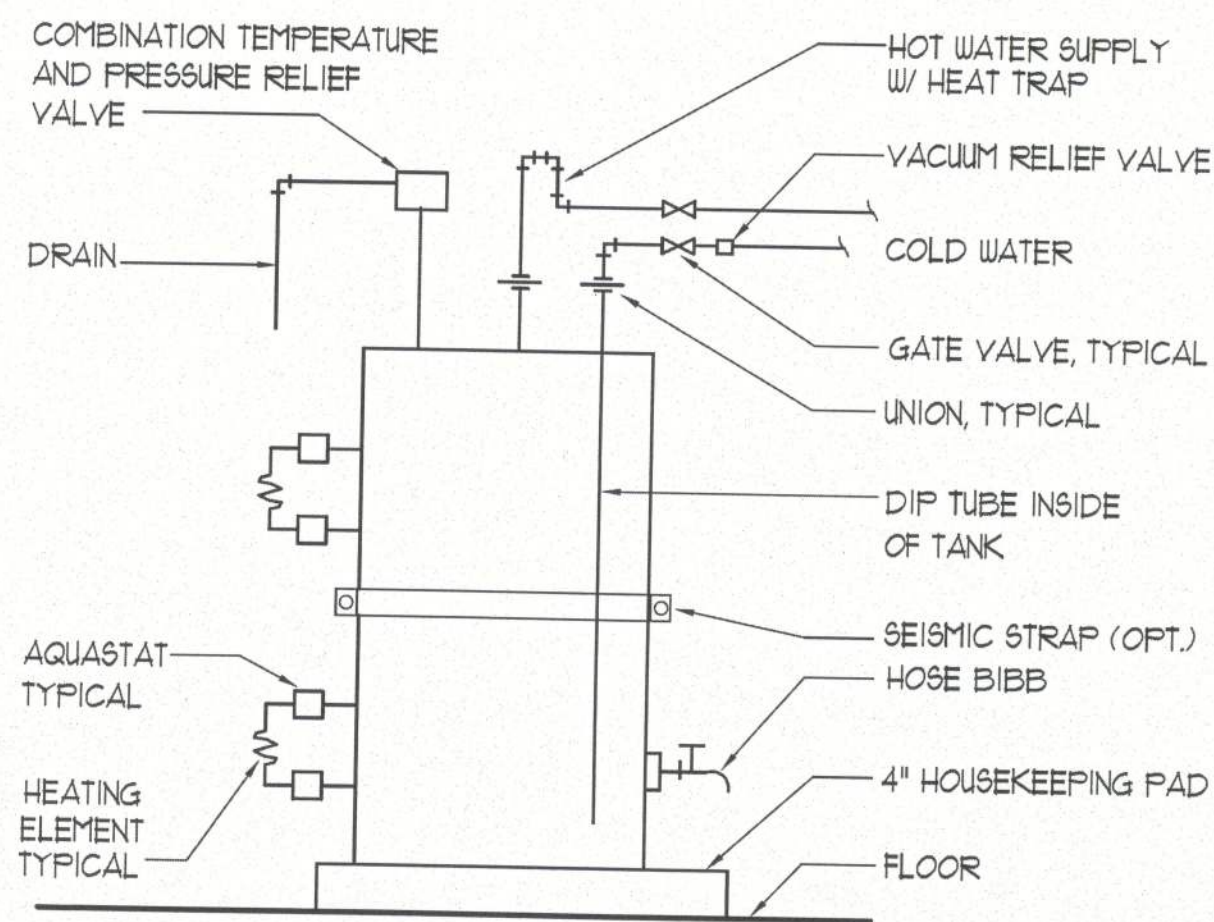 COMBINATION TEMPERATURE
AND PRESSURE RELIEF
VALVE
DRAIN
AQUASTAT
TYPICAL
HEATING
ELEMENT
TYPICAL
HOT WATER SUPPLY
W/ HEAT TRAP
VACUUM RELIEF VALVE
COLD WATER
GATE VALVE, TYPICAL
UNION, TYPICAL
DIP TUBE INSIDE
OF TANK
SEISMIC STRAP (OPT.)
HOSE BIBB
4" HOUSEKEEPING PAD
FLOOR